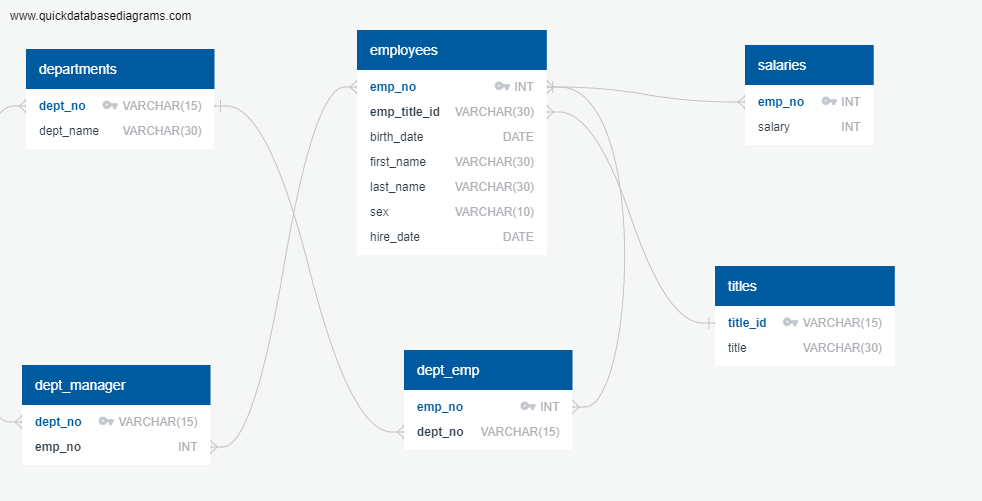 www.quickdatabasediagrams.com
departments
dept_no VARCHAR(15)
dept_name VARCHAR(30)
employees
emp_no INT
emp_title_id VARCHAR(30)
birth_date DATE
first_name VARCHAR(30)
last_name VARCHAR(30)
sex VARCHAR(10)
hire_date DATE
salaries
emp_no INT
salary INT
titles
title_id VARCHAR(15)
title VARCHAR(30)
dept_manager
dept_no VARCHAR(15)
emp_no INT
dept_emp
emp_no INT
dept_no VARCHAR(15)